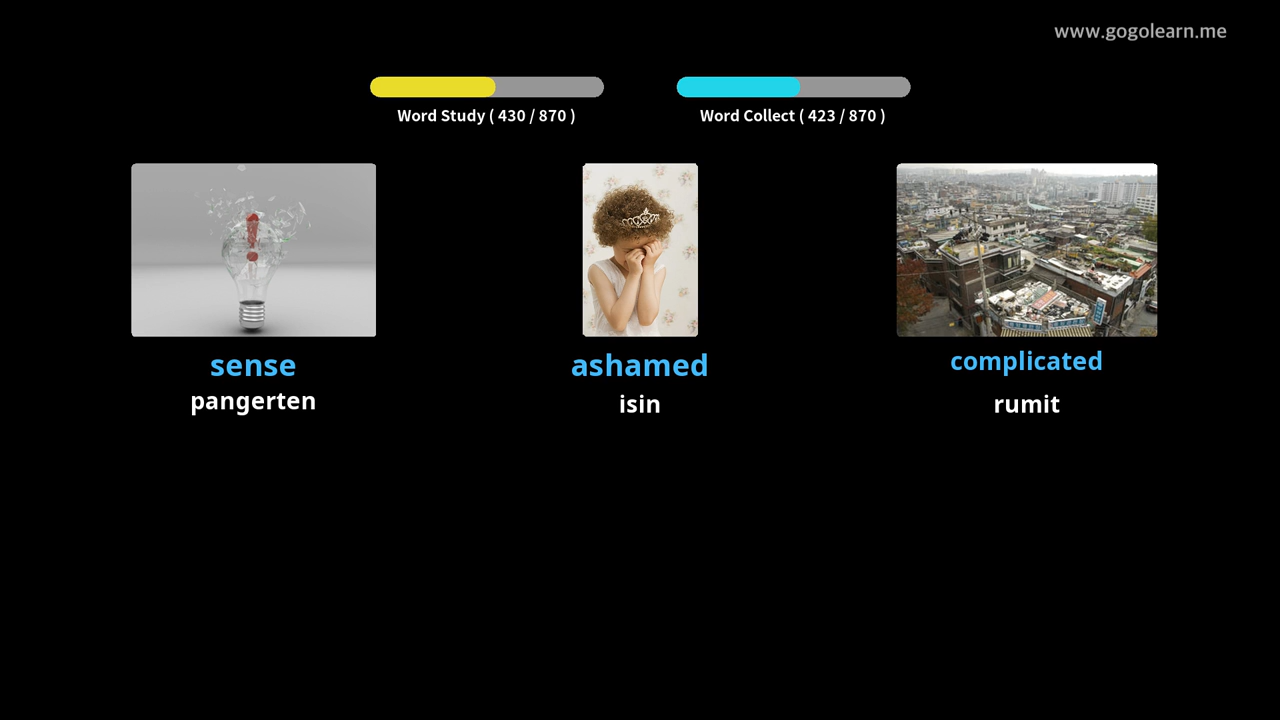 www.gogolearn.me
Word Study ( 430 / 870 )
Word Collect ( 423 / 870 )
sense
pangerten
ashamed
isin
complicated
rumit